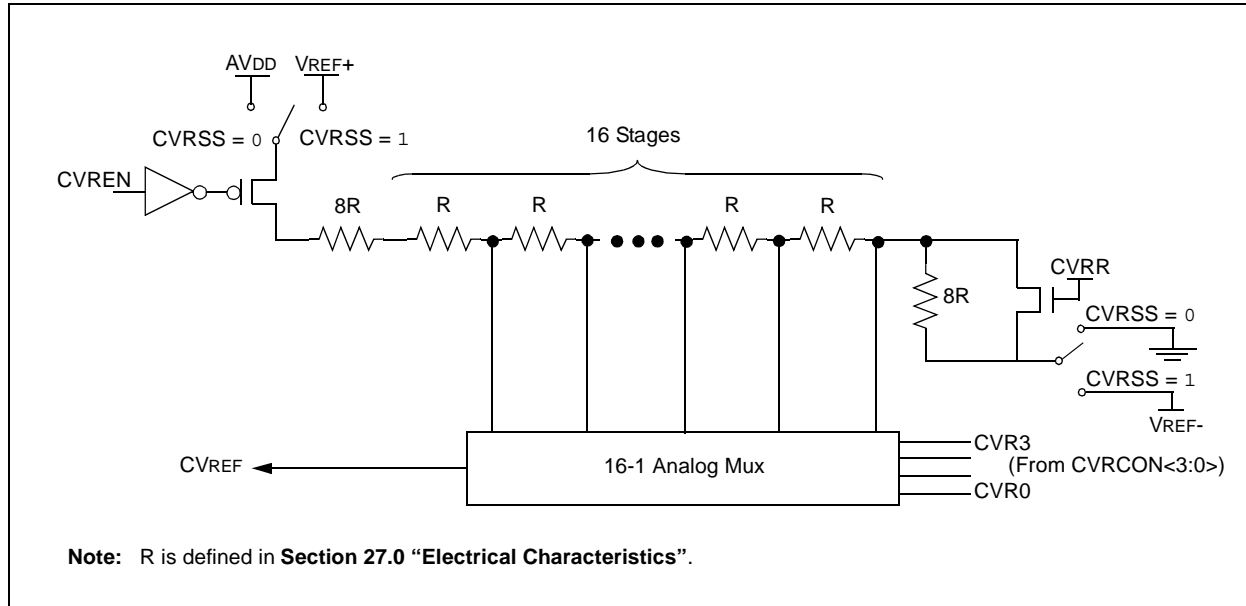 AVDD VREF+
CVRSS = 0 CVRSS = 1
16 Stages
CVREN
8R R R R R
CVRR
8R
CVRSS = 0
CVRSS = 1
VREF-
CVREF
16-1 Analog Mux
CVR3
(From CVRCON<3:0>)
CVR0
Note: R is defined in Section 27.0 “Electrical Characteristics”.